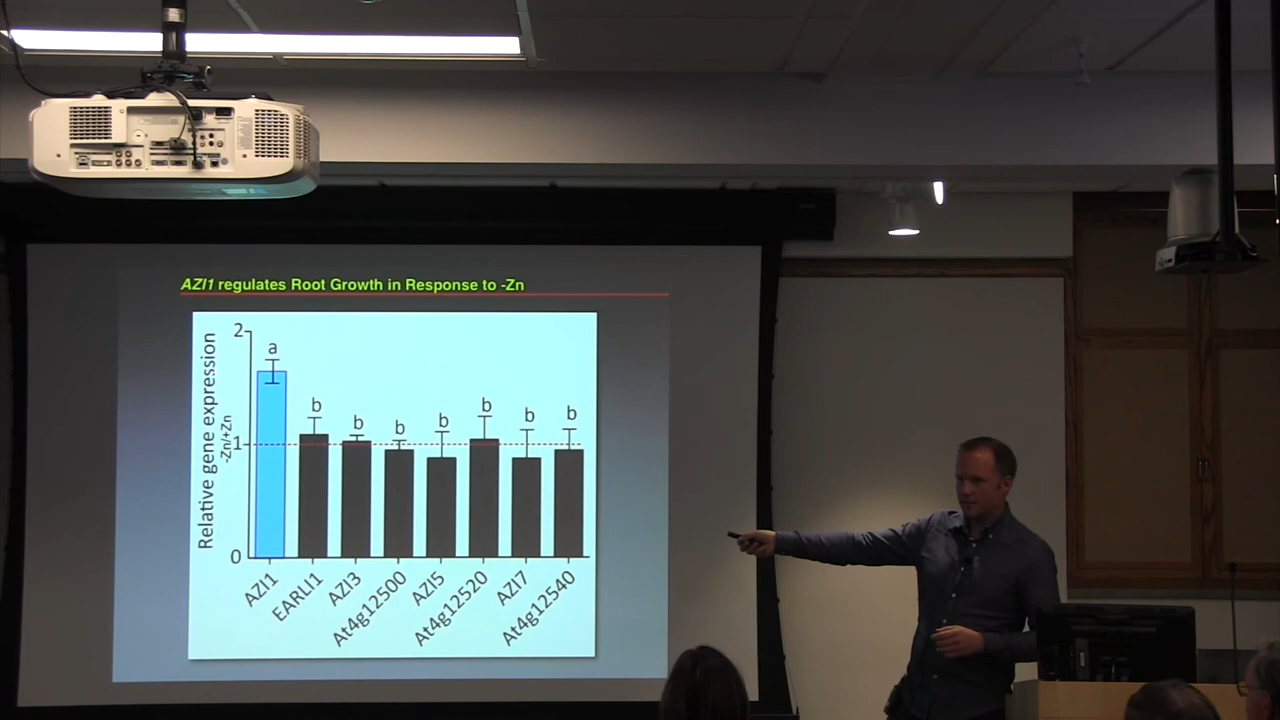 AZI1 regulates Root Growth in Response to -Zn
Relative gene expression
-Zn/+Zn
2
1
0
a
b
b
b
b
b
b
b
AZI1
EARLI1
AZI3
At4g12500
AZI5
At4g12520
AZI7
At4g12540